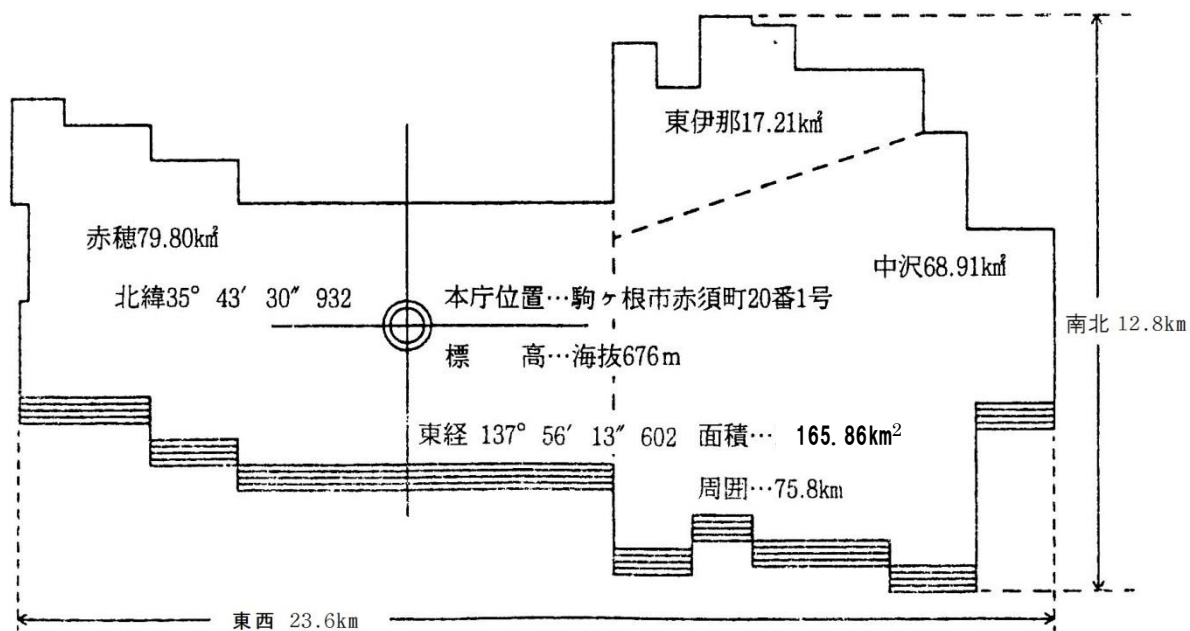 東伊那17.21k㎡
赤穂79.80k㎡
中沢68.91k㎡
北緯35° 43′ 30″ 932
本庁位置…駒ヶ根市赤須町20番1号
南北 12.8km
標　　高…海抜676m
東経 137° 56′ 13″ 602 面積… 165.86km²
周囲…75.8km
東西 23.6km